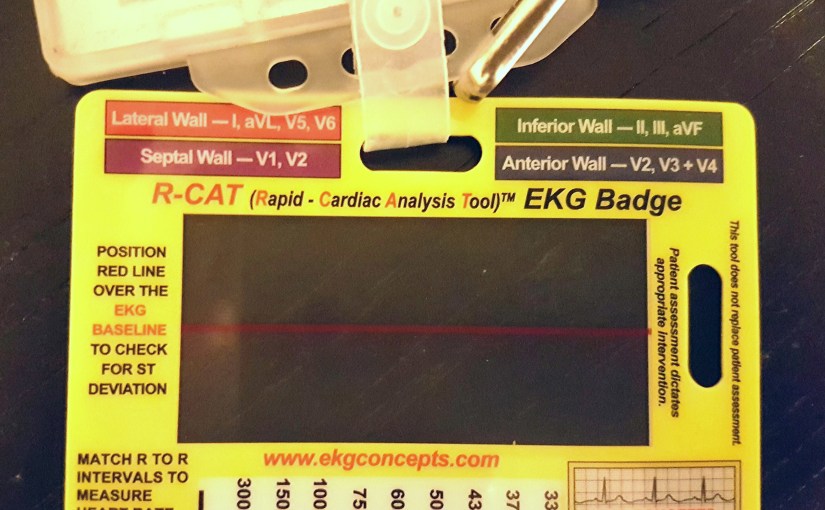 Lateral Wall — I, aVL, V5, V6
Septal Wall — V1, V2
Inferior Wall — II, III, aVF
Anterior Wall — V2, V3 + V4
R-CAT (Rapid - Cardiac Analysis Tool)™ EKG Badge
POSITION
RED LINE
OVER THE
EKG
BASELINE
TO CHECK
FOR ST
DEVIATION
This tool does not replace patient assessment.
Patient assessment dictates
appropriate intervention.
www.ekgconcepts.com
MATCH R TO R
INTERVALS TO
MEASURE
HEART RATE
300 150 100 75 60 50 43 37 33